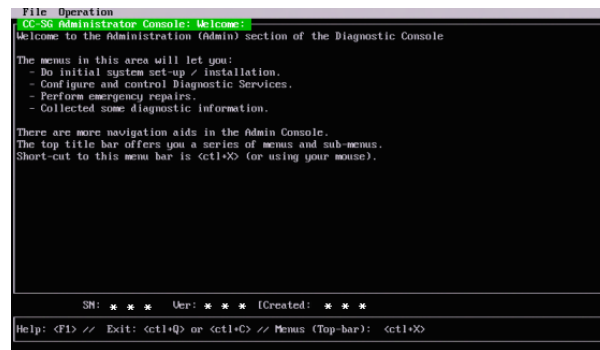 File Operation
CC-SG Administrator Console: Welcome:
Welcome to the Administration (Admin) section of the Diagnostic Console
The menus in this area will let you:
- Do initial system set-up / installation.
- Configure and control Diagnostic Services.
- Perform emergency repairs.
- Collected some diagnostic information.
There are more navigation aids in the Admin Console.
The top title bar offers you a series of menus and sub-menus.
Short-cut to this menu bar is <ctl+X> (or using your mouse).
SN: * * * Ver: * * * [Created: * * *
Help: <F1> // Exit: <ctl+Q> or <ctl+C> // Menus (Top-bar): <ctl+X>